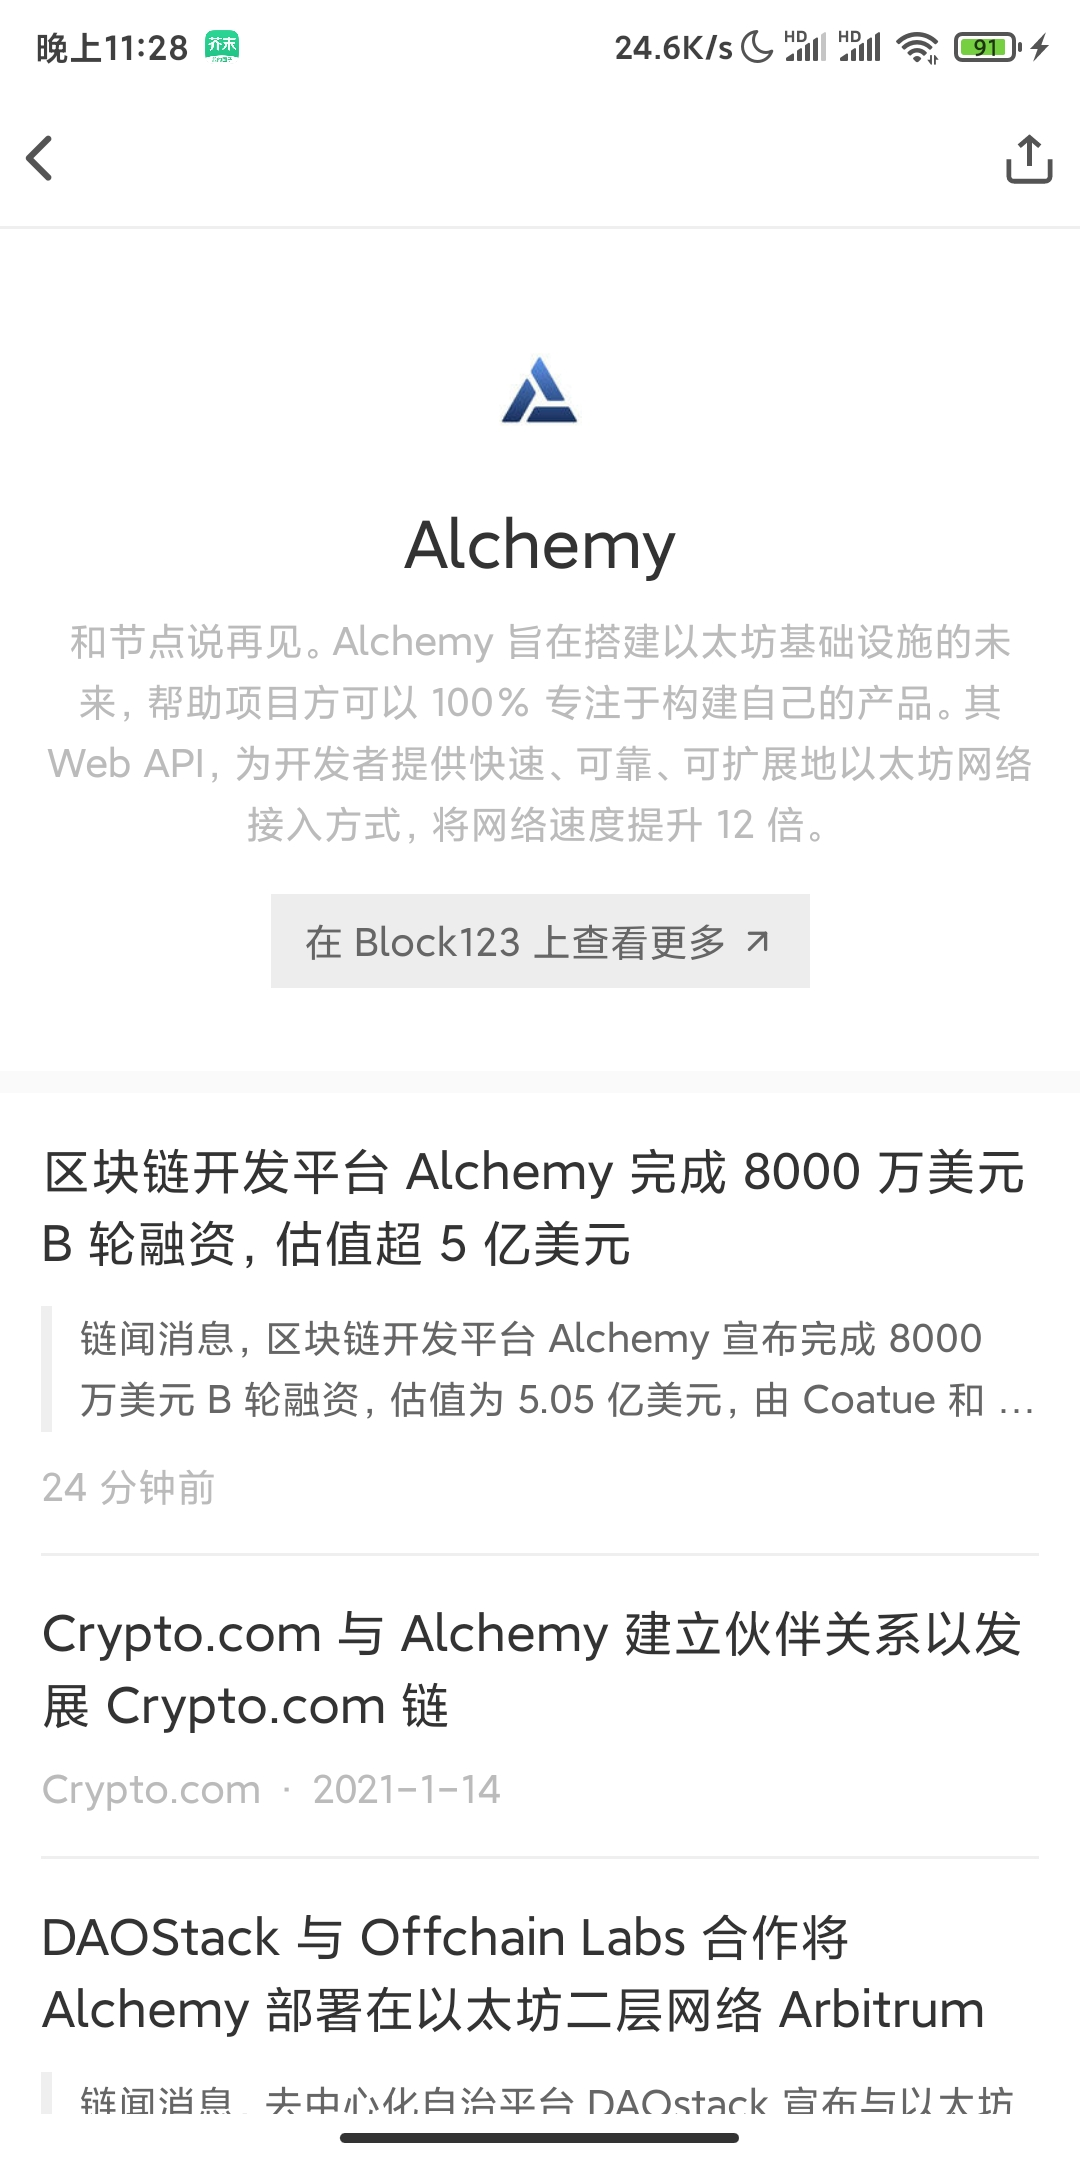 晚上11:28 芥末 24.6K/s HD HD 91
Alchemy
和节点说再见。Alchemy 旨在搭建以太坊基础设施的未
来，帮助项目方可以 100% 专注于构建自己的产品。其
Web API，为开发者提供快速、可靠、可扩展地以太坊网络
接入方式，将网络速度提升 12 倍。
在 Block123 上查看更多
区块链开发平台 Alchemy 完成 8000 万美元
B 轮融资，估值超 5 亿美元
链闻消息，区块链开发平台 Alchemy 宣布完成 8000
万美元 B 轮融资，估值为 5.05 亿美元，由 Coatue 和 ...
24 分钟前
Crypto.com 与 Alchemy 建立伙伴关系以发
展 Crypto.com 链
Crypto.com · 2021-1-14
DAOStack 与 Offchain Labs 合作将
Alchemy 部署在以太坊二层网络 Arbitrum
链闻消息，去中心化自治平台 DAOstack 宣布与以太坊